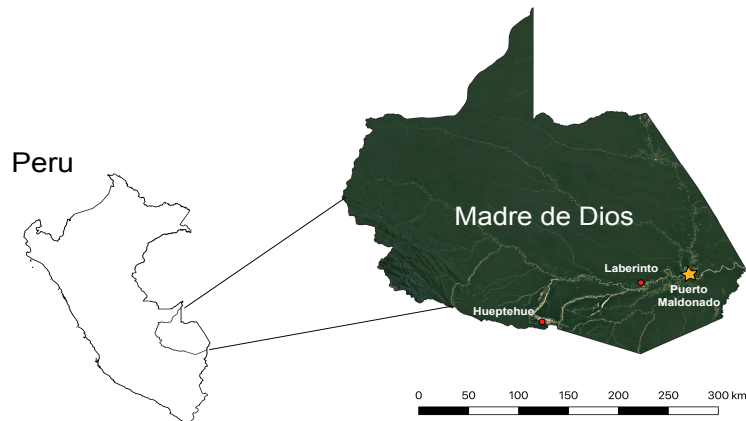 Peru
Madre de Dios
Laberinto
Puerto
Maldonado
Hueptehue
0 50 100 150 200 250 300 km